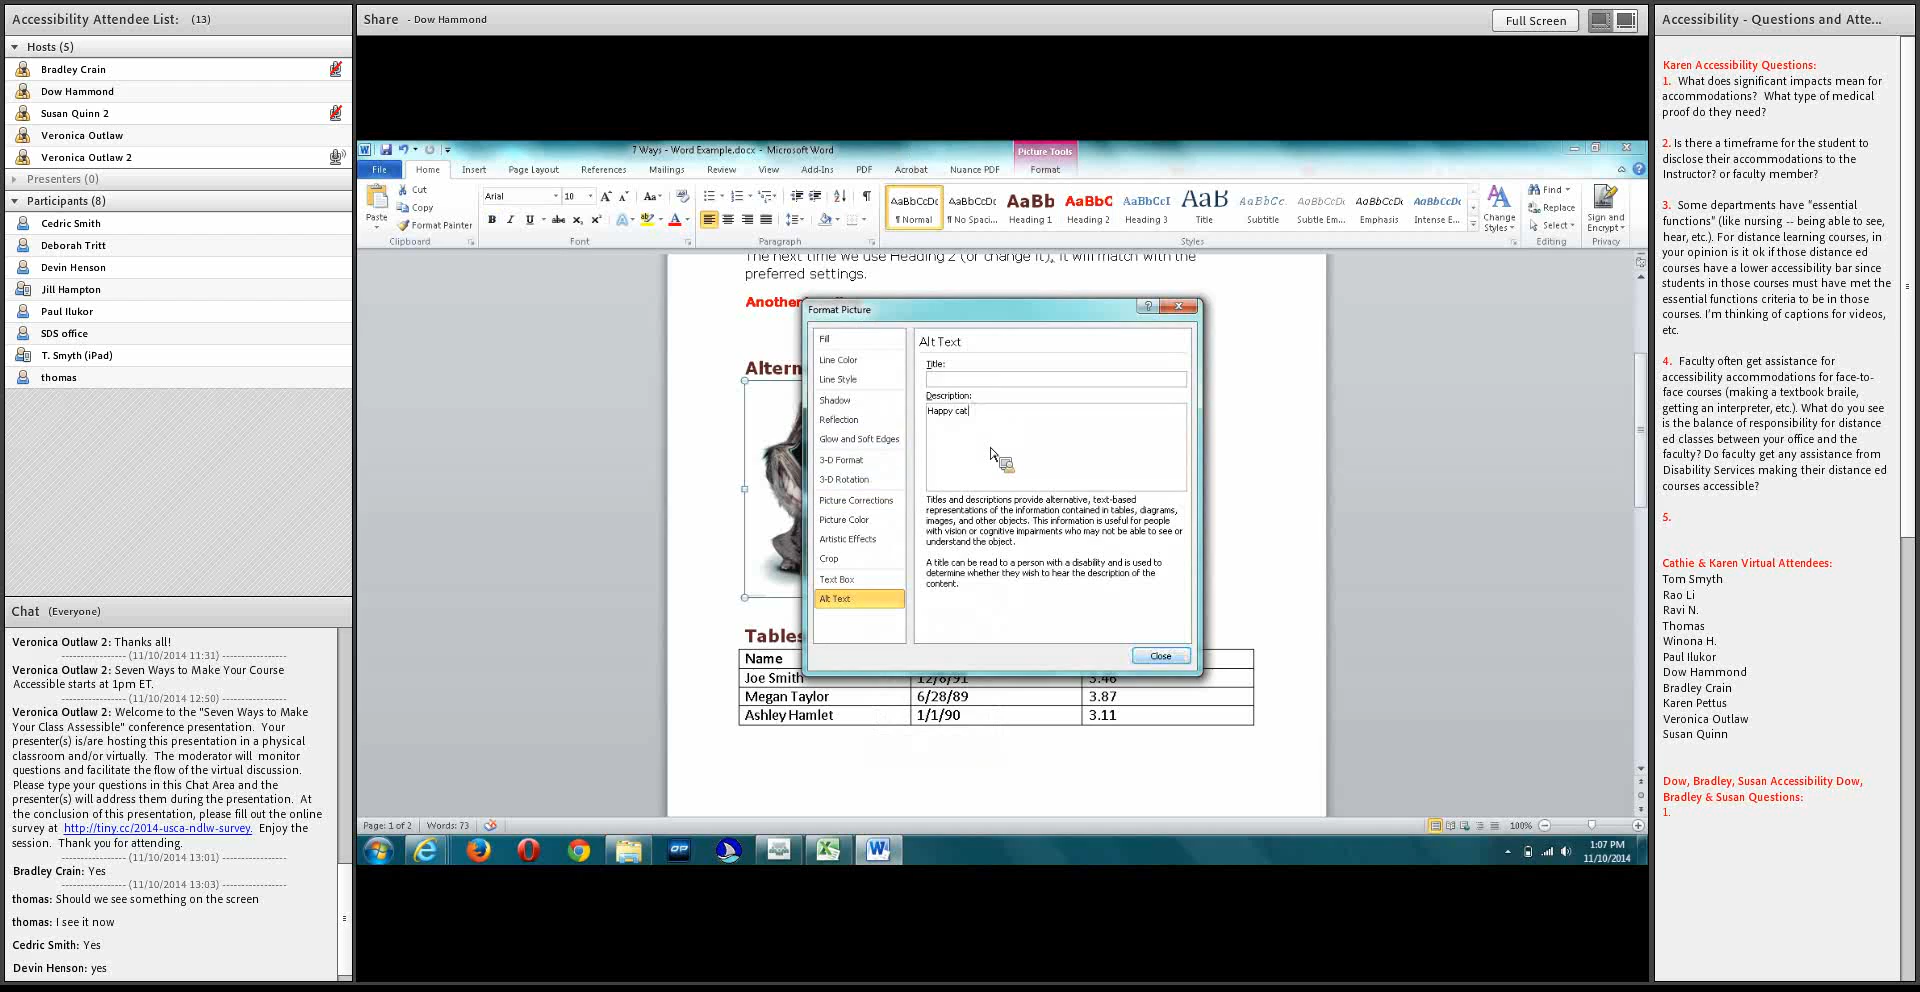 Accessibility Attendee List: (13)
Hosts (5)
Bradley Crain
Dow Hammond
Susan Quinn 2
Veronica Outlaw
Veronica Outlaw 2
Presenters (0)
Participants (8)
Cedric Smith
Deborah Tritt
Devin Henson
Jill Hampton
Paul Ilukor
SDS office
T. Smyth (iPad)
thomas
Chat (Everyone)
Veronica Outlaw 2: Thanks all!
----------------- (11/10/2014 11:31) -----------------
Veronica Outlaw 2: Seven Ways to Make Your Course
Accessible starts at 1pm ET.
----------------- (11/10/2014 12:50) -----------------
Veronica Outlaw 2: Welcome to the "Seven Ways to Make
Your Class Assessible" conference presentation. Your
presenter(s) is/are hosting this presentation in a physical
classroom and/or virtually. The moderator will monitor
questions and facilitate the flow of the virtual discussion.
Please type your questions in this Chat Area and the
presenter(s) will address them during the presentation. At
the conclusion of this presentation, please fill out the online
survey at http://tiny.cc/2014-usca-ndlw-survey. Enjoy the
session. Thank you for attending.
----------------- (11/10/2014 13:01) -----------------
Bradley Crain: Yes
----------------- (11/10/2014 13:03) -----------------
thomas: Should we see something on the screen
thomas: I see it now
Cedric Smith: Yes
Devin Henson: yes
Share - Dow Hammond
Full Screen
7 Ways - Word Example.docx - Microsoft Word
Picture Tools
File Home Insert Page Layout References Mailings Review View Add-Ins PDF Acrobat Nuance PDF Format
Paste
Cut
Copy
Format Painter
Clipboard
Arial 10
Font
Paragraph
AaBbCcDc AaBbCcDc AaBb AaBbC AaBbCcI AaB AaBbCc. AaBbCcDc AaBbCcDc AaBbCcDc
¶ Normal ¶ No Spaci... Heading 1 Heading 2 Heading 3 Title Subtitle Subtle Em... Emphasis Intense E...
Change
Styles
Styles
Find
Replace
Select
Editing
Sign and
Encrypt
Privacy
The next time we use Heading 2 (or change it), it will match with the
preferred settings.
Another
Altern
Format Picture
Fill
Line Color
Line Style
Shadow
Reflection
Glow and Soft Edges
3-D Format
3-D Rotation
Picture Corrections
Picture Color
Artistic Effects
Crop
Text Box
Alt Text
Alt Text
Title:
Description:
Happy cat
Titles and descriptions provide alternative, text-based
representations of the information contained in tables, diagrams,
images, and other objects. This information is useful for people
with vision or cognitive impairments who may not be able to see or
understand the object.
A title can be read to a person with a disability and is used to
determine whether they wish to hear the description of the
content.
Close
Tables
Name
Joe Smith 12/8/91 3.46
Megan Taylor 6/28/89 3.87
Ashley Hamlet 1/1/90 3.11
Page: 1 of 2 Words: 73
100%
1:07 PM
11/10/2014
Accessibility - Questions and Atte...
Karen Accessibility Questions:
1. What does significant impacts mean for
accommodations? What type of medical
proof do they need?
2. Is there a timeframe for the student to
disclose their accommodations to the
Instructor? or faculty member?
3. Some departments have "essential
functions" (like nursing -- being able to see,
hear, etc.). For distance learning courses, in
your opinion is it ok if those distance ed
courses have a lower accessibility bar since
students in those courses must have met the
essential functions criteria to be in those
courses. I'm thinking of captions for videos,
etc.
4. Faculty often get assistance for
accessibility accommodations for face-to-
face courses (making a textbook braile,
getting an interpreter, etc.). What do you see
is the balance of responsibility for distance
ed classes between your office and the
faculty? Do faculty get any assistance from
Disability Services making their distance ed
courses accessible?
5.
Cathie & Karen Virtual Attendees:
Tom Smyth
Rao Li
Ravi N.
Thomas
Winona H.
Paul Ilukor
Dow Hammond
Bradley Crain
Karen Pettus
Veronica Outlaw
Susan Quinn
Dow, Bradley, Susan Accessibility Dow,
Bradley & Susan Questions:
1.